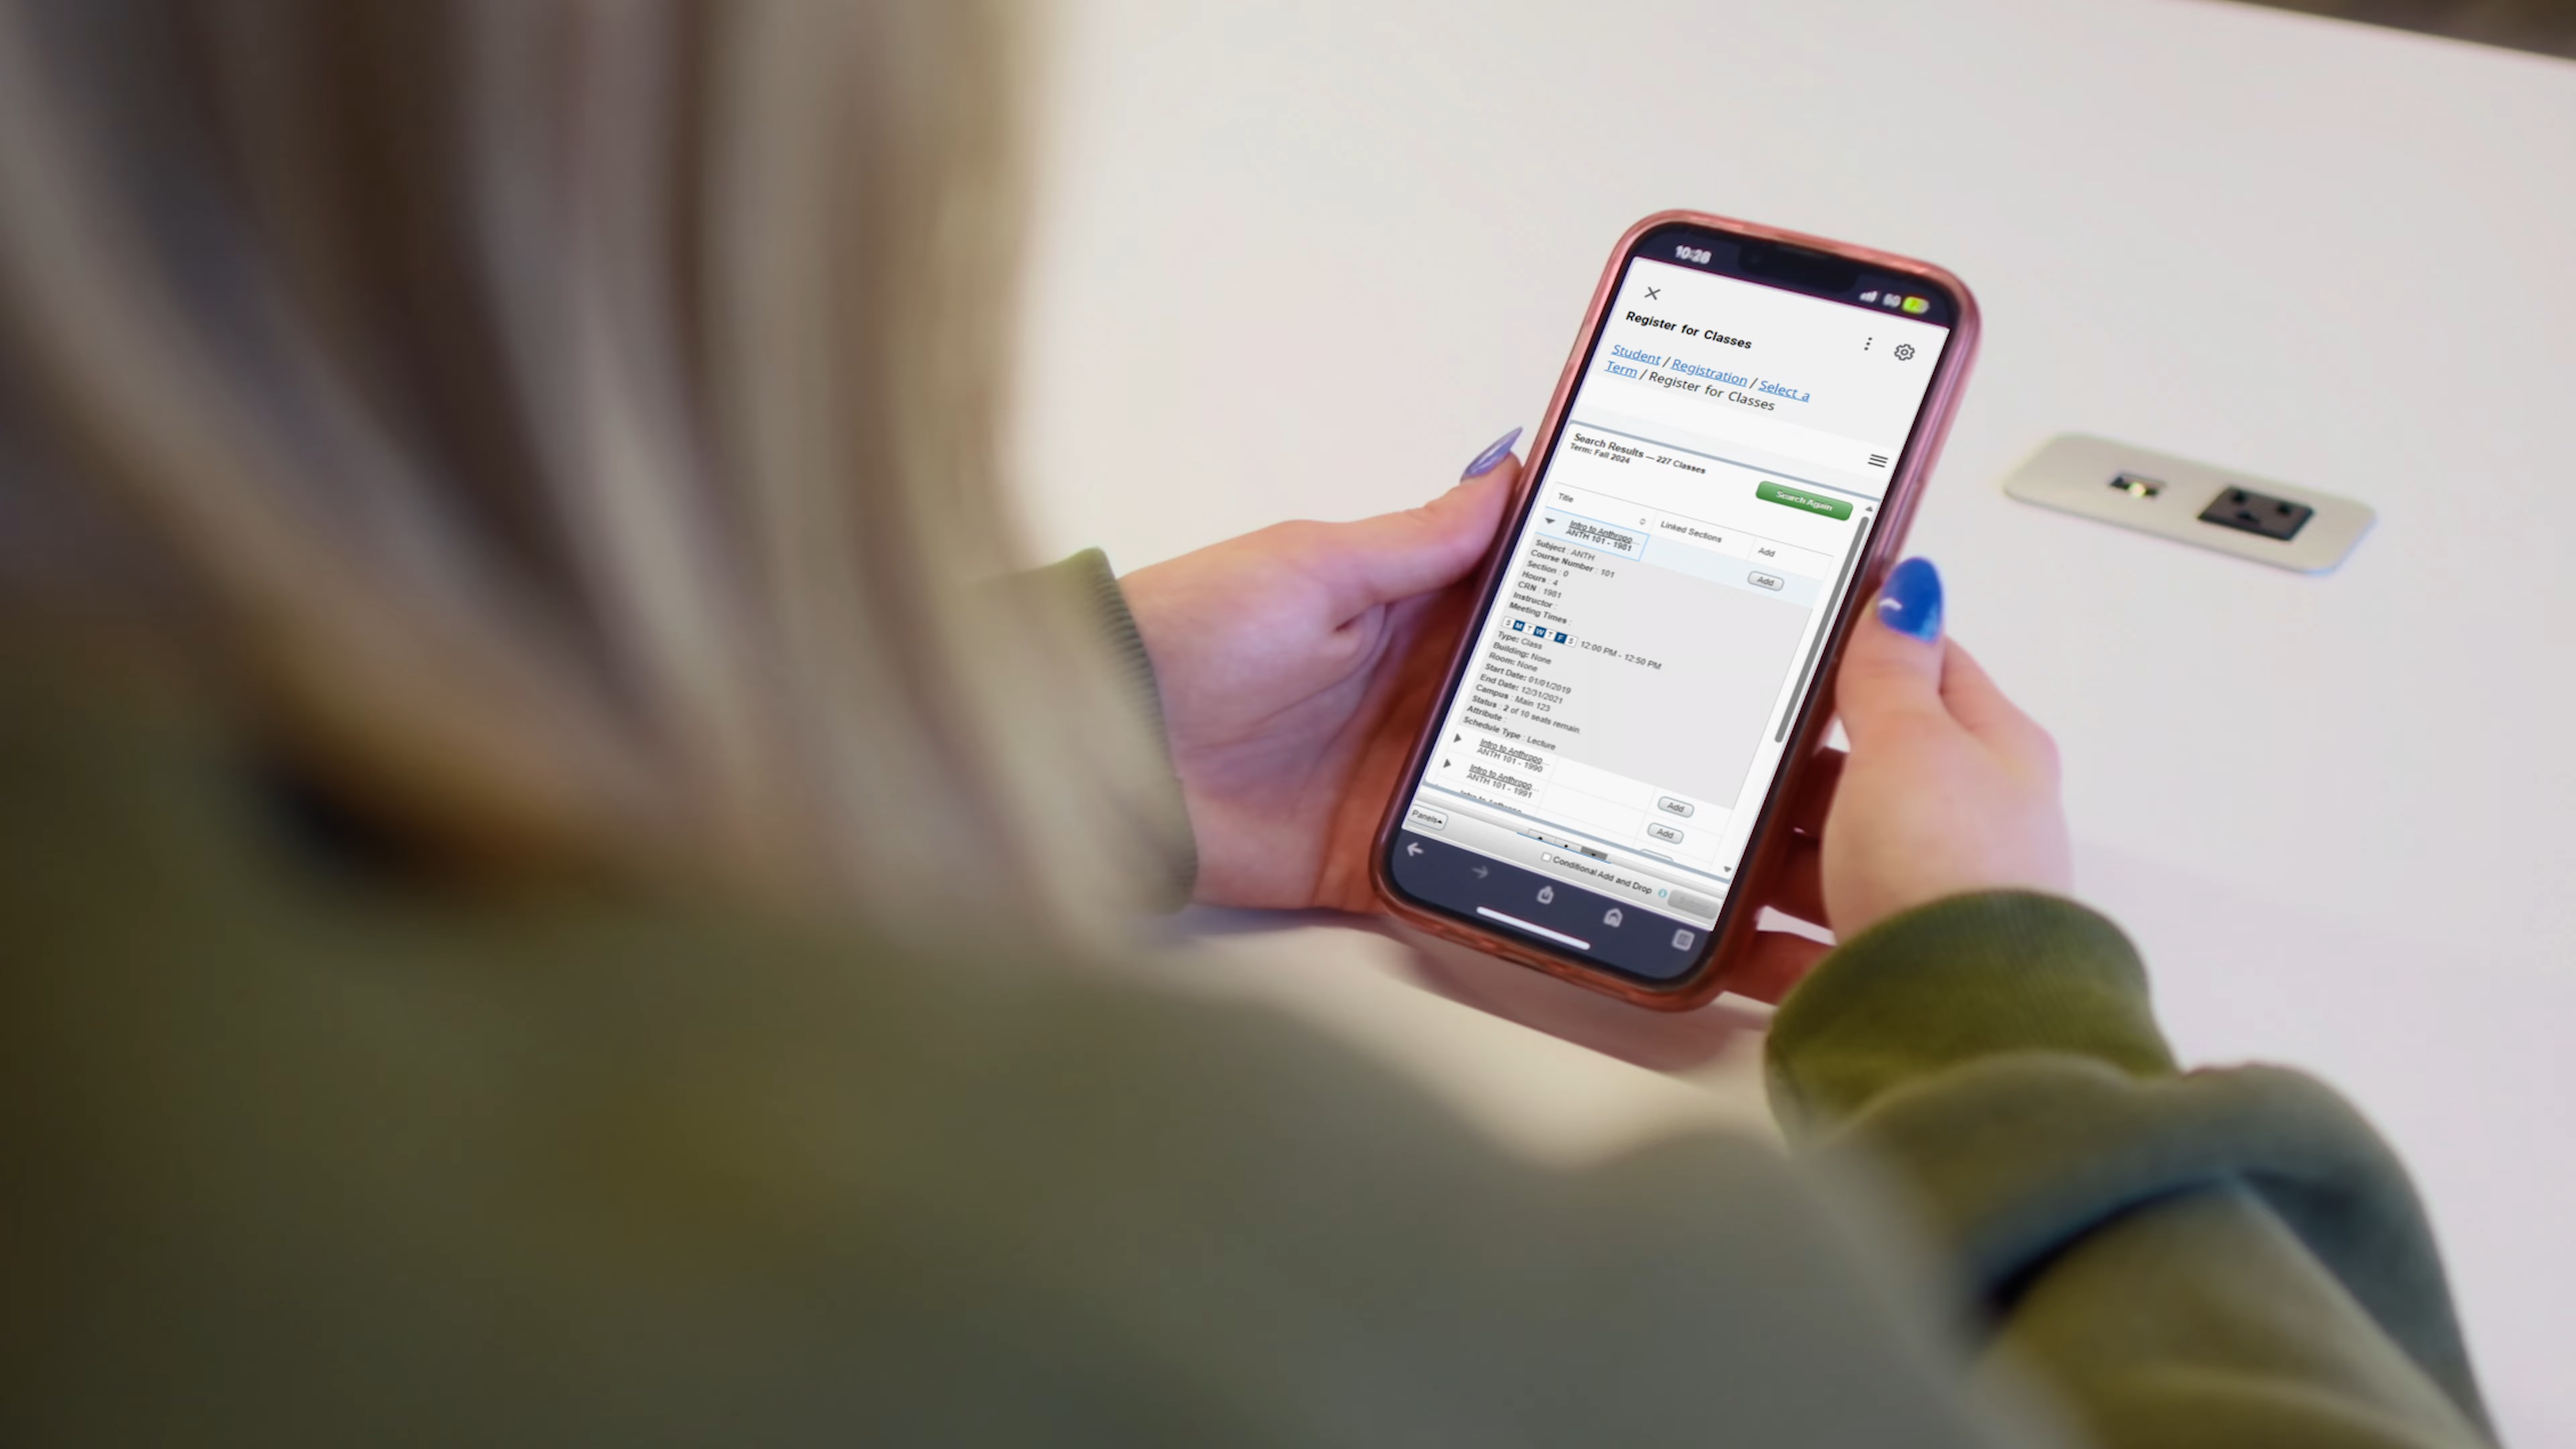 10:28
5G
Register for Classes
Student / Registration / Select a
Term / Register for Classes
Search Results — 227 Classes
Term: Fall 2024
Search Again
Title
Linked Sections
Add
Intro to Anthropo...
ANTH 101 - 1981
Add
Subject : ANTH
Course Number : 101
Section : 0
Hours : 4
CRN : 1981
Instructor :
Meeting Times :
S M T W T F S 12:00 PM - 12:50 PM
Type: Class
Building: None
Room: None
Start Date: 01/01/2019
End Date: 12/31/2021
Campus : Main 123
Status : 2 of 10 seats remain.
Attribute :
Schedule Type : Lecture
Intro to Anthropo...
ANTH 101 - 1990
Add
Intro to Anthropo...
ANTH 101 - 1991
Add
Intro to Anthropo...
Panels
Conditional Add and Drop